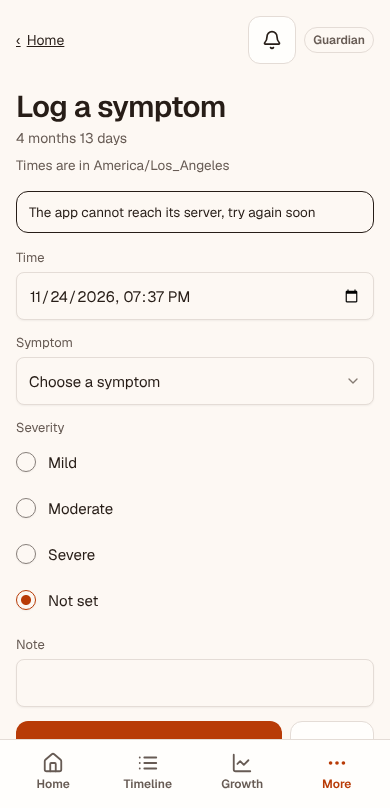 ‹ Home
Guardian
Log a symptom
4 months 13 days
Times are in America/Los_Angeles
The app cannot reach its server, try again soon
Time
11/24/2026, 07:37 PM
Symptom
Choose a symptom
Severity
Mild
Moderate
Severe
Not set
Note
Home
Timeline
Growth
More